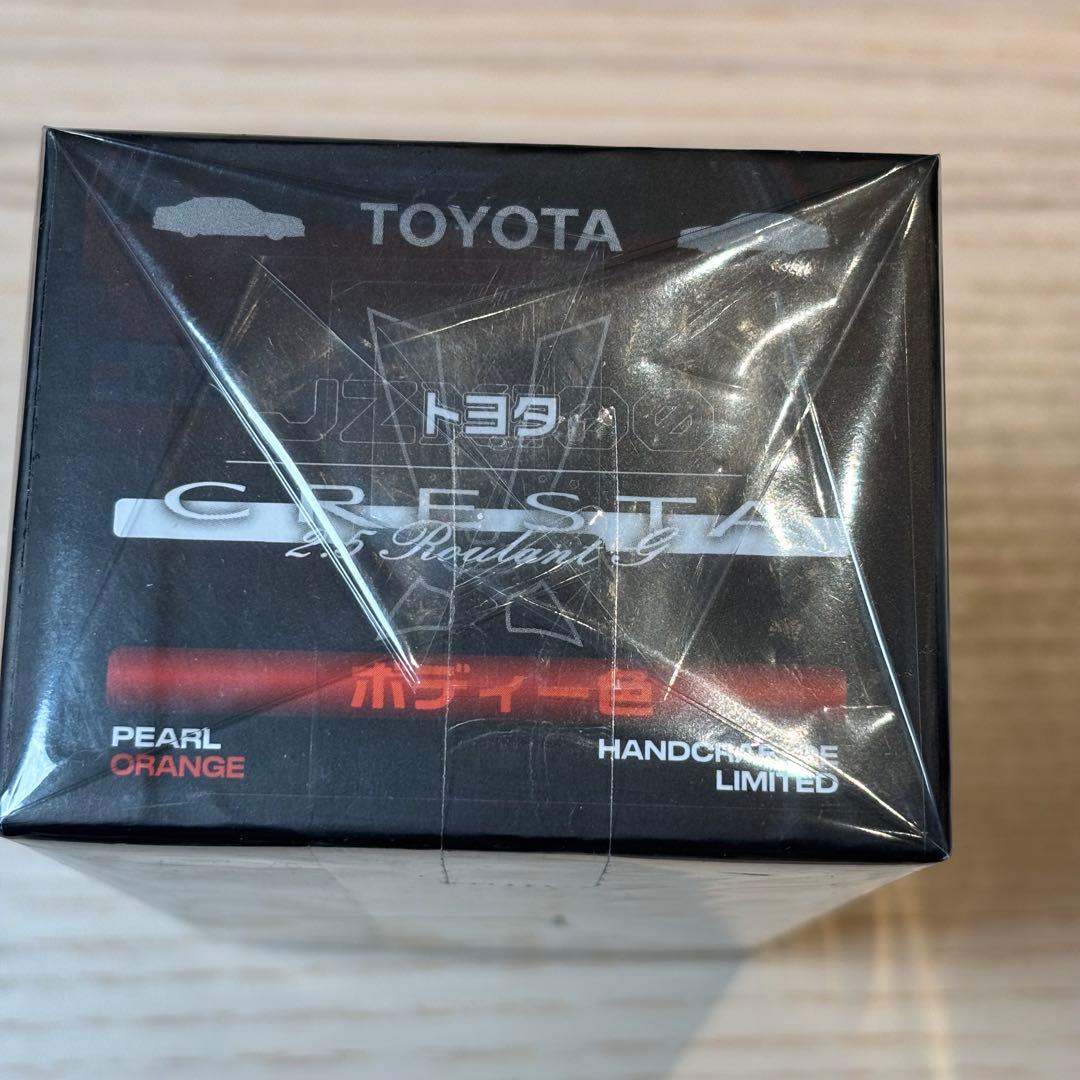 TOYOTA
トヨタ
CRESTA
2.5 Roulant G
ボディー色
PEARL
ORANGE
LIMITED